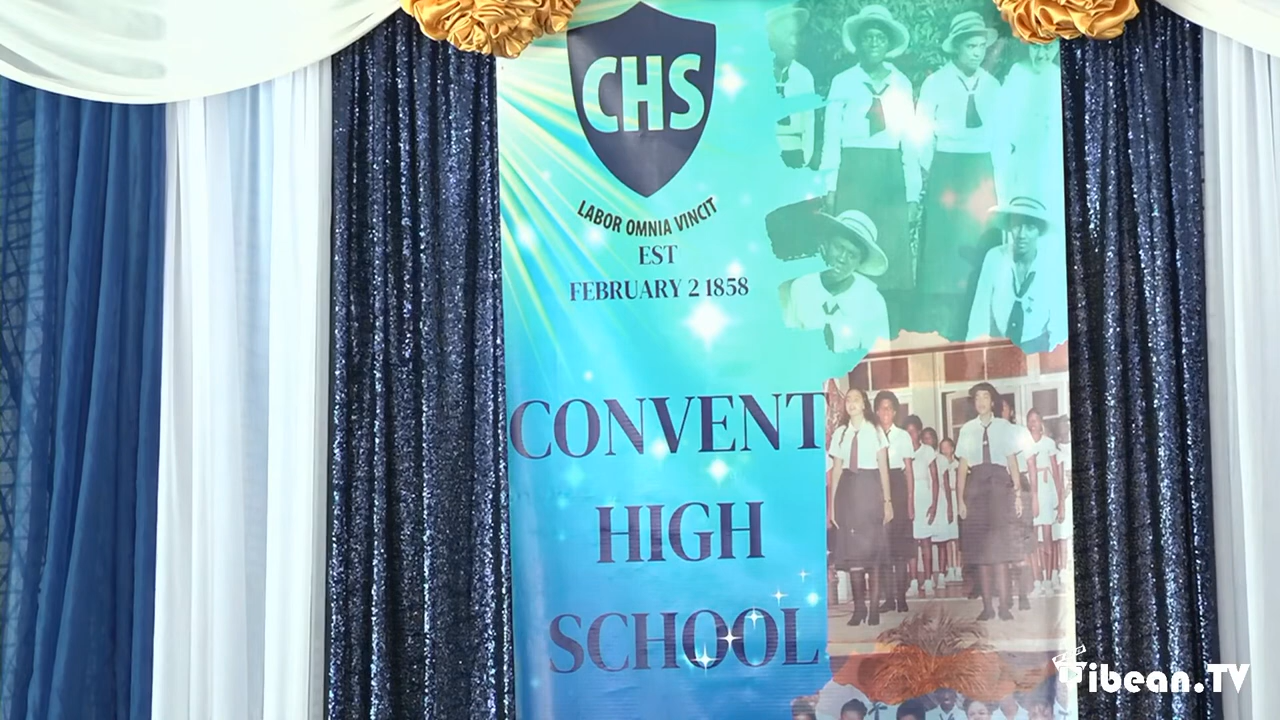 CHS
LABOR OMNIA VINCIT
EST
FEBRUARY 2 1858
CONVENT
HIGH
SCHOOL
Vibean.TV